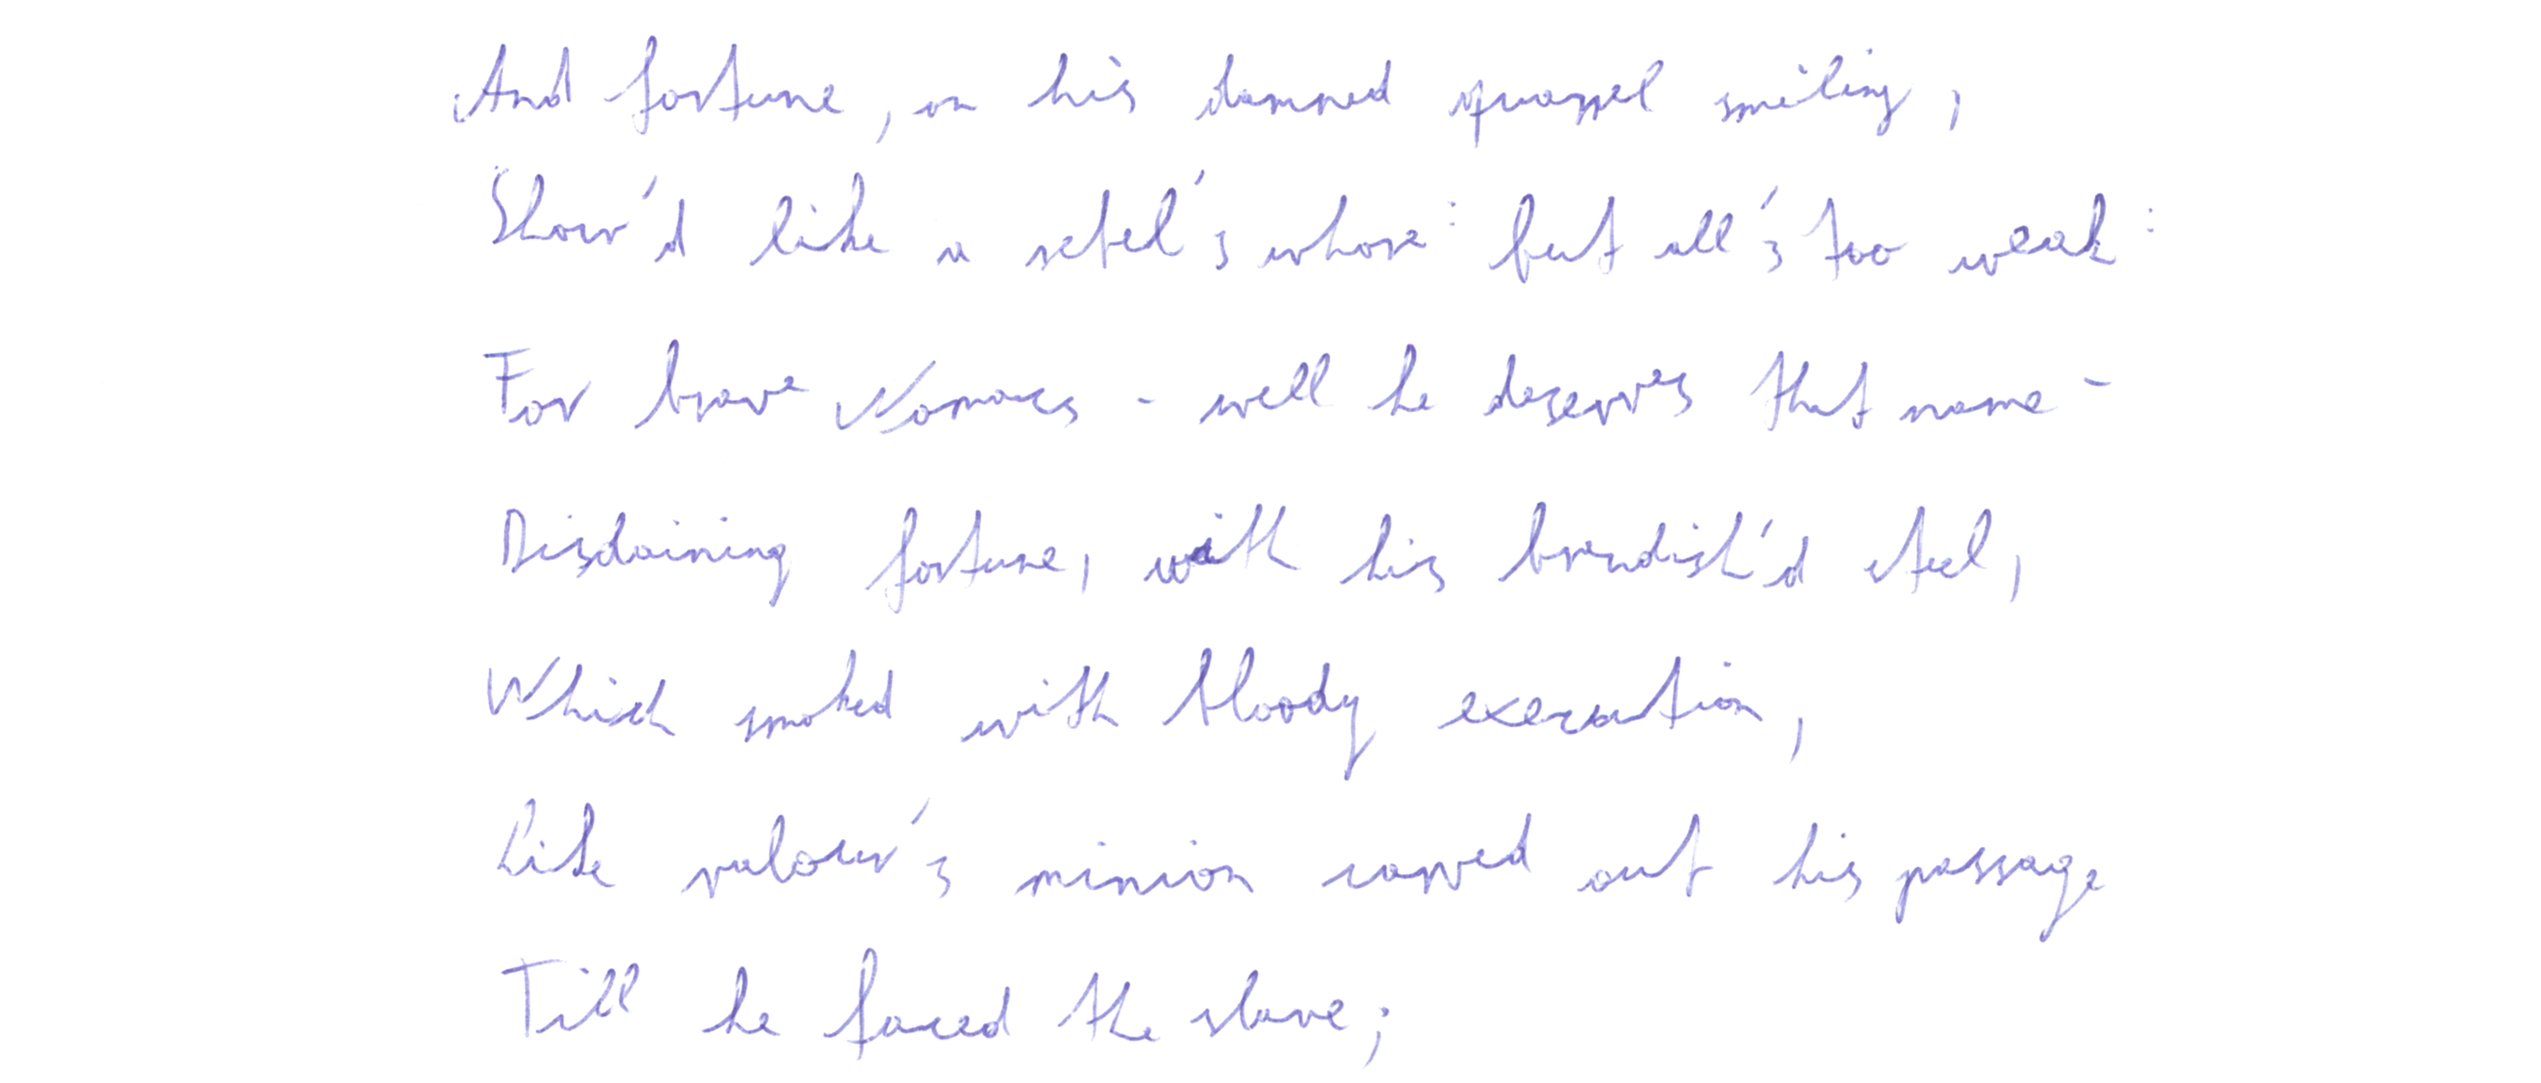 And fortune, on his damned quarrel smiling,
Show'd like a rebel's whore: but all's too weak:
For brave Nomacs - well he deserves that name -
Disdaining fortune, with his brandish'd steel,
Which smoked with bloody execution,
Like valour's minion carved out his passage
Till he faced the slave;